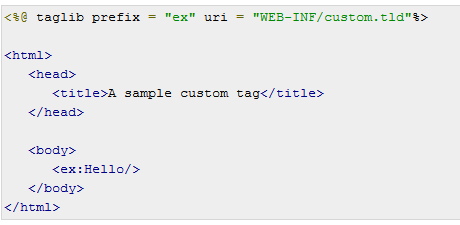 <%@ taglib prefix = "ex" uri = "WEB-INF/custom.tld"%>
<html>
<head>
<title>A sample custom tag</title>
</head>
<body>
<ex:Hello/>
</body>
</html>